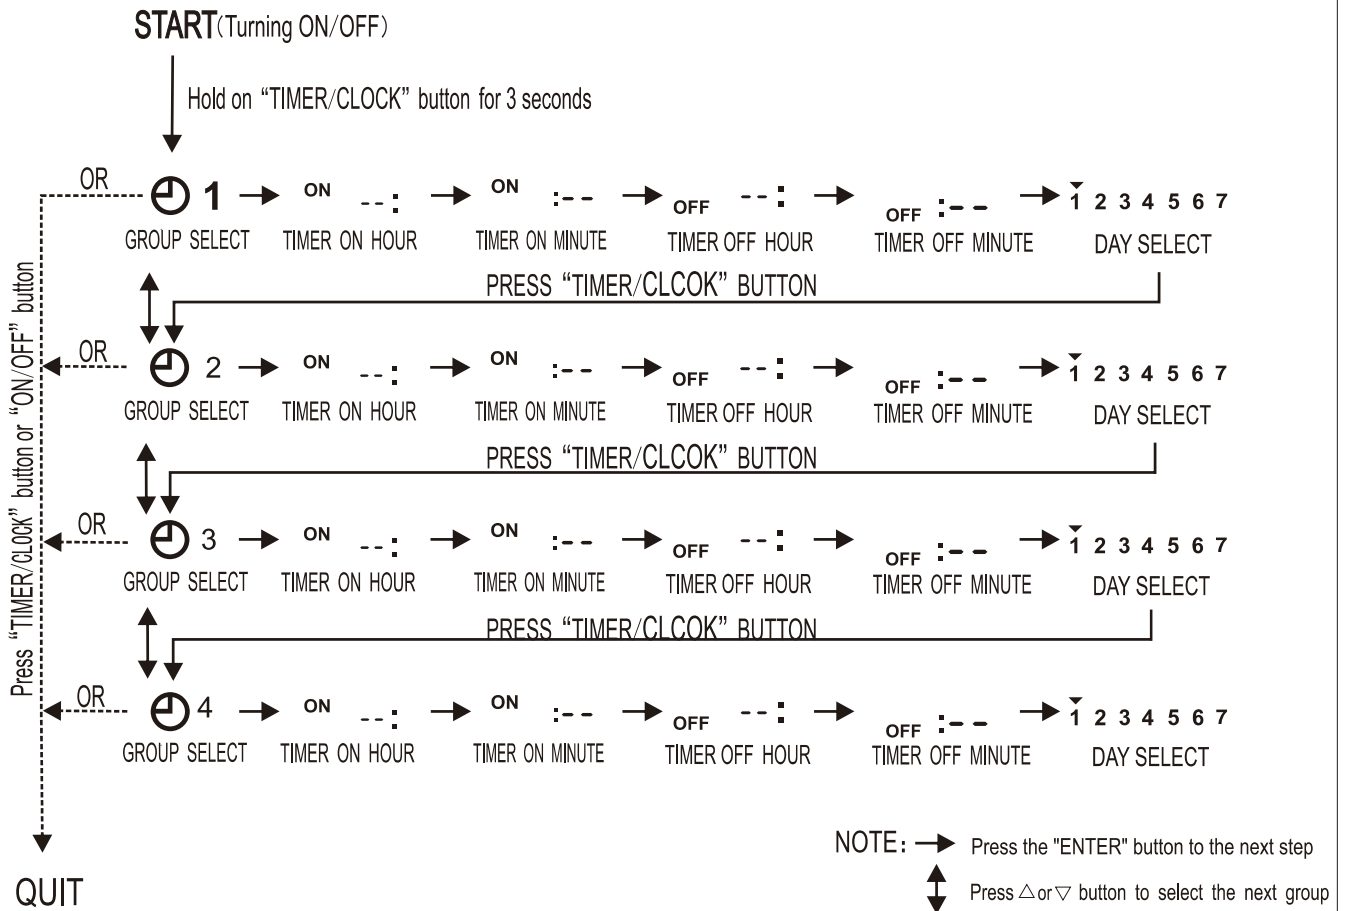 START(Turning ON/OFF)
Hold on “TIMER/CLOCK” button for 3 seconds
OR 1 ON --: ON :-- OFF --: OFF :-- 1 2 3 4 5 6 7
GROUP SELECT TIMER ON HOUR TIMER ON MINUTE TIMER OFF HOUR TIMER OFF MINUTE DAY SELECT
PRESS “TIMER/CLCOK” BUTTON
OR 2 ON --: ON :-- OFF --: OFF :-- 1 2 3 4 5 6 7
GROUP SELECT TIMER ON HOUR TIMER ON MINUTE TIMER OFF HOUR TIMER OFF MINUTE DAY SELECT
PRESS “TIMER/CLCOK” BUTTON
OR 3 ON --: ON :-- OFF --: OFF :-- 1 2 3 4 5 6 7
GROUP SELECT TIMER ON HOUR TIMER ON MINUTE TIMER OFF HOUR TIMER OFF MINUTE DAY SELECT
PRESS “TIMER/CLCOK” BUTTON
OR 4 ON --: ON :-- OFF --: OFF :-- 1 2 3 4 5 6 7
GROUP SELECT TIMER ON HOUR TIMER ON MINUTE TIMER OFF HOUR TIMER OFF MINUTE DAY SELECT
Press “TIMER/CLOCK” button or “ON/OFF” button
QUIT
NOTE: → Press the "ENTER" button to the next step
↕ Press △ or ▽ button to select the next group